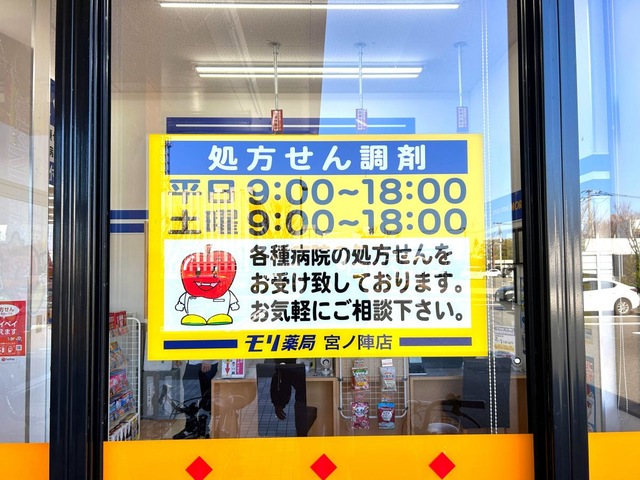 処方せん調剤
平日 9:00~18:00
土曜 9:00~18:00
各種病院の処方せんを
お受け致しております。
お気軽にご相談下さい。
モリ薬局 宮ノ陣店